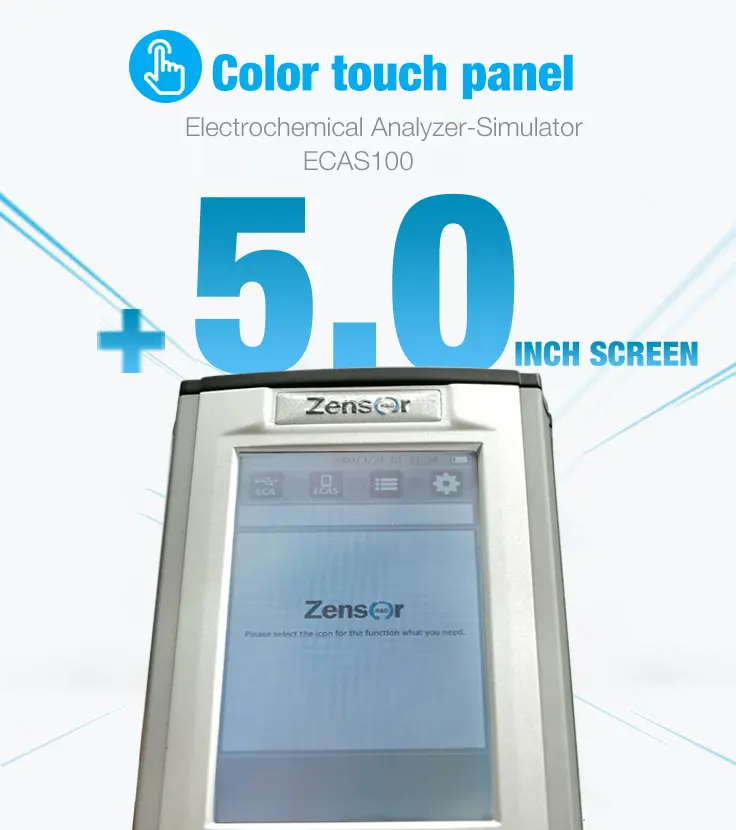 Color touch panel
Electrochemical Analyzer-Simulator
ECAS100
+5.0
INCH SCREEN
Zensor
R&D
ECA
ECAS
Zensor
R&D
Please select the icon for the function what you need.